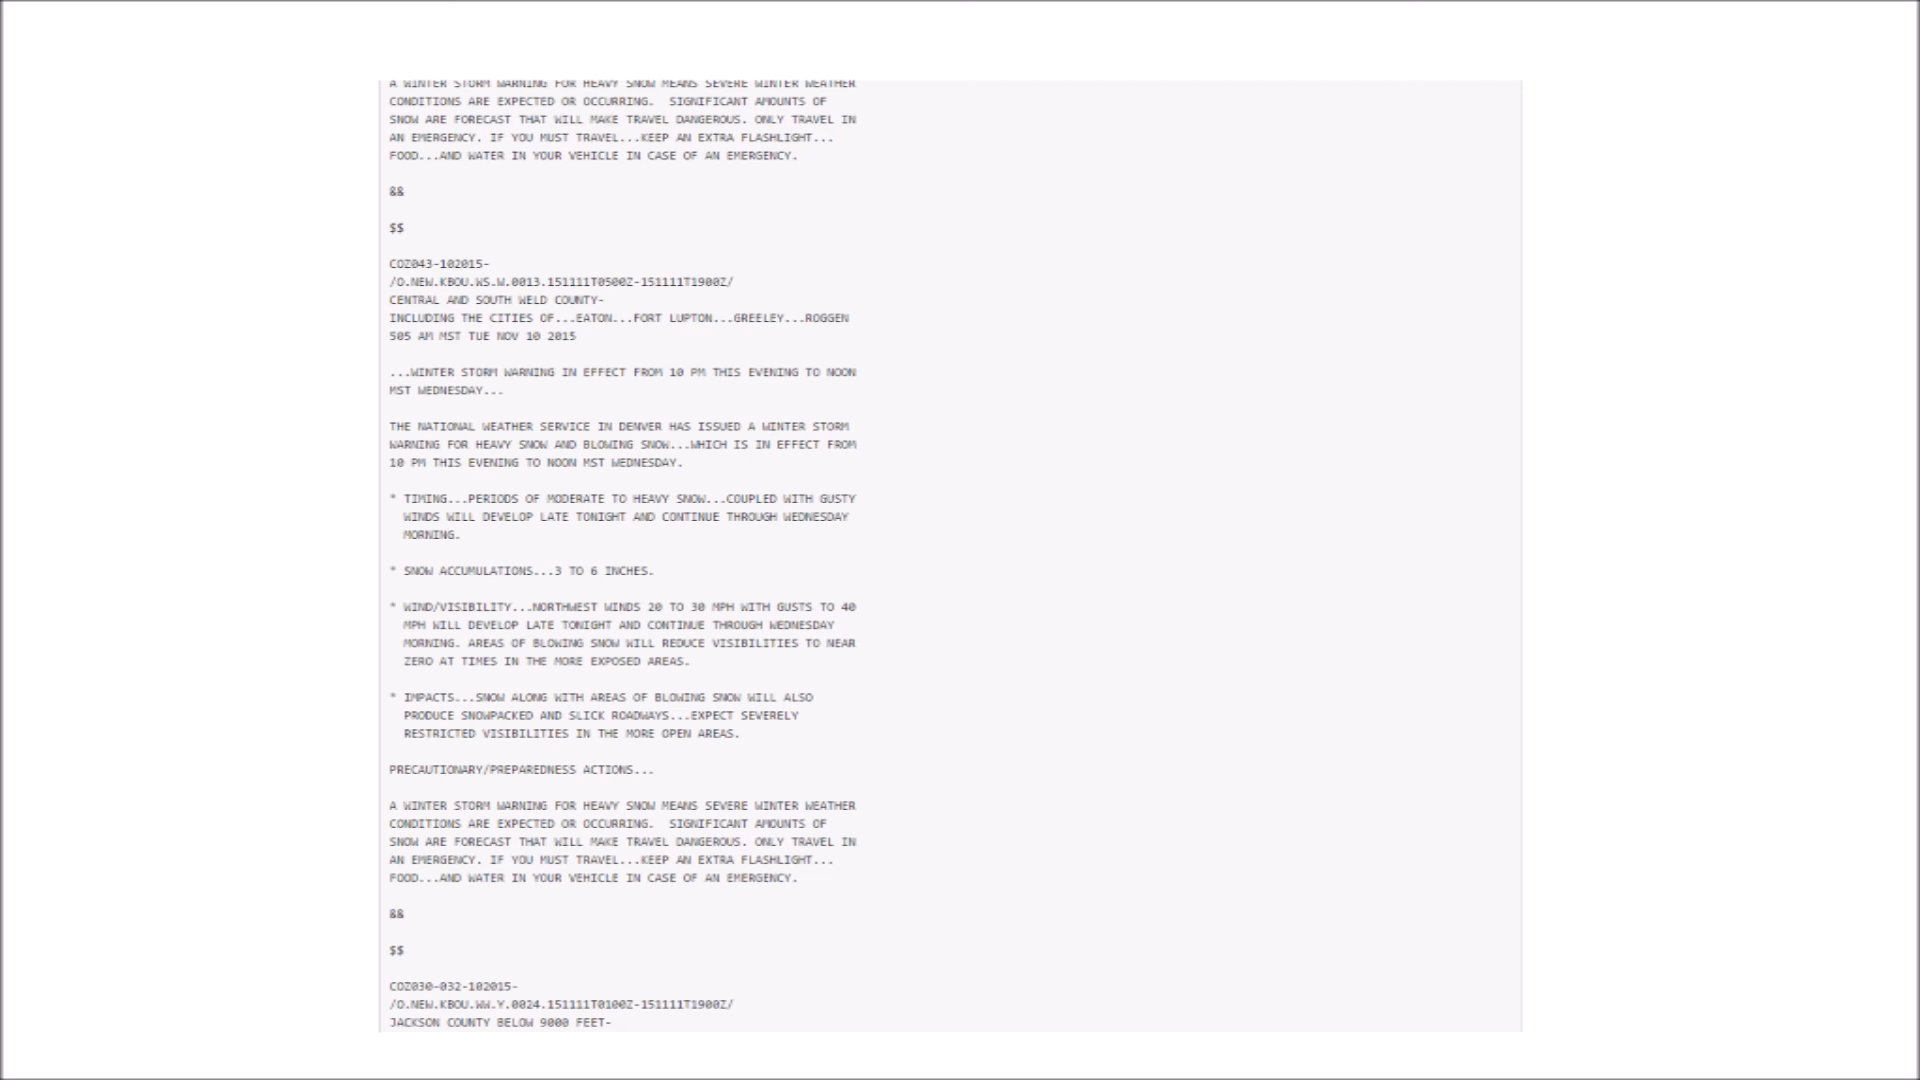 A WINTER STORM WARNING FOR HEAVY SNOW MEANS SEVERE WINTER WEATHER
CONDITIONS ARE EXPECTED OR OCCURRING.  SIGNIFICANT AMOUNTS OF
SNOW ARE FORECAST THAT WILL MAKE TRAVEL DANGEROUS. ONLY TRAVEL IN
AN EMERGENCY. IF YOU MUST TRAVEL...KEEP AN EXTRA FLASHLIGHT...
FOOD...AND WATER IN YOUR VEHICLE IN CASE OF AN EMERGENCY.
&&
$$
COZ043-102015-
/O.NEW.KBOU.WS.W.0013.151111T0500Z-151111T1900Z/
CENTRAL AND SOUTH WELD COUNTY-
INCLUDING THE CITIES OF...EATON...FORT LUPTON...GREELEY...ROGGEN
505 AM MST TUE NOV 10 2015
...WINTER STORM WARNING IN EFFECT FROM 10 PM THIS EVENING TO NOON
MST WEDNESDAY...
THE NATIONAL WEATHER SERVICE IN DENVER HAS ISSUED A WINTER STORM
WARNING FOR HEAVY SNOW AND BLOWING SNOW...WHICH IS IN EFFECT FROM
10 PM THIS EVENING TO NOON MST WEDNESDAY.
* TIMING...PERIODS OF MODERATE TO HEAVY SNOW...COUPLED WITH GUSTY
WINDS WILL DEVELOP LATE TONIGHT AND CONTINUE THROUGH WEDNESDAY
MORNING.
* SNOW ACCUMULATIONS...3 TO 6 INCHES.
* WIND/VISIBILITY...NORTHWEST WINDS 20 TO 30 MPH WITH GUSTS TO 40
MPH WILL DEVELOP LATE TONIGHT AND CONTINUE THROUGH WEDNESDAY
MORNING. AREAS OF BLOWING SNOW WILL REDUCE VISIBILITIES TO NEAR
ZERO AT TIMES IN THE MORE EXPOSED AREAS.
* IMPACTS...SNOW ALONG WITH AREAS OF BLOWING SNOW WILL ALSO
PRODUCE SNOWPACKED AND SLICK ROADWAYS...EXPECT SEVERELY
RESTRICTED VISIBILITIES IN THE MORE OPEN AREAS.
PRECAUTIONARY/PREPAREDNESS ACTIONS...
A WINTER STORM WARNING FOR HEAVY SNOW MEANS SEVERE WINTER WEATHER
CONDITIONS ARE EXPECTED OR OCCURRING.  SIGNIFICANT AMOUNTS OF
SNOW ARE FORECAST THAT WILL MAKE TRAVEL DANGEROUS. ONLY TRAVEL IN
AN EMERGENCY. IF YOU MUST TRAVEL...KEEP AN EXTRA FLASHLIGHT...
FOOD...AND WATER IN YOUR VEHICLE IN CASE OF AN EMERGENCY.
&&
$$
COZ030-032-102015-
/O.NEW.KBOU.WW.Y.0024.151111T0100Z-151111T1900Z/
JACKSON COUNTY BELOW 9000 FEET-